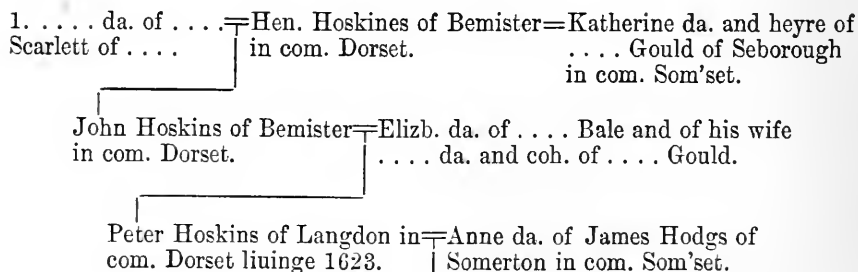 1. . . . . da. of . . . .=Hen. Hoskines of Bemister=Katherine da. and heyre of
Scarlett of . . . . in com. Dorset. . . . . Gould of Seborough
in com. Som'set.
John Hoskins of Bemister=Elizb. da. of . . . . Bale and of his wife
in com. Dorset. . . . . da. and coh. of . . . . Gould.
Peter Hoskins of Langdon in=Anne da. of James Hodgs of
com. Dorset liuinge 1623. Somerton in com. Som'set.